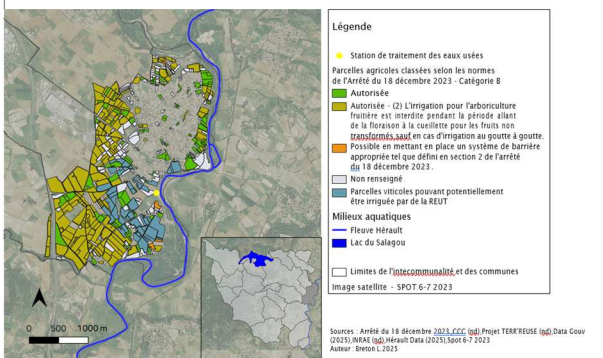 Légende
Station de traitement des eaux usées
Parcelles agricoles classées selon les normes
de l'Arrêté du 18 décembre 2023 - Catégorie B
Autorisée
Autorisée - (2) L'irrigation pour l'arboriculture
fruitière est interdite pendant la période allant
de la floraison à la cueillette pour les fruits non
transformés,sauf en cas d'irrigation au goutte à goutte.
Possible en mettant en place un système de barrière
appropriée tel que défini en section 2 de l'arrêté
du 18 décembre 2023.
Non renseigné
Parcelles viticoles pouvant potentiellement
être irriguée par de la REUT
Milieux aquatiques
Fleuve Hérault
Lac du Salagou
Limites de l'intecommunalité et des communes
Image satellite - SPOT 6-7 2023
0 500 1000 m
Sources : Arrêté du 18 décembre 2023,CCC (nd),Projet TERR'REUSE (nd),Data Gouv
(2025),INRAE (nd),Hérault Data (2025),Spot 6-7 2023
Auteur : Breton L.2025